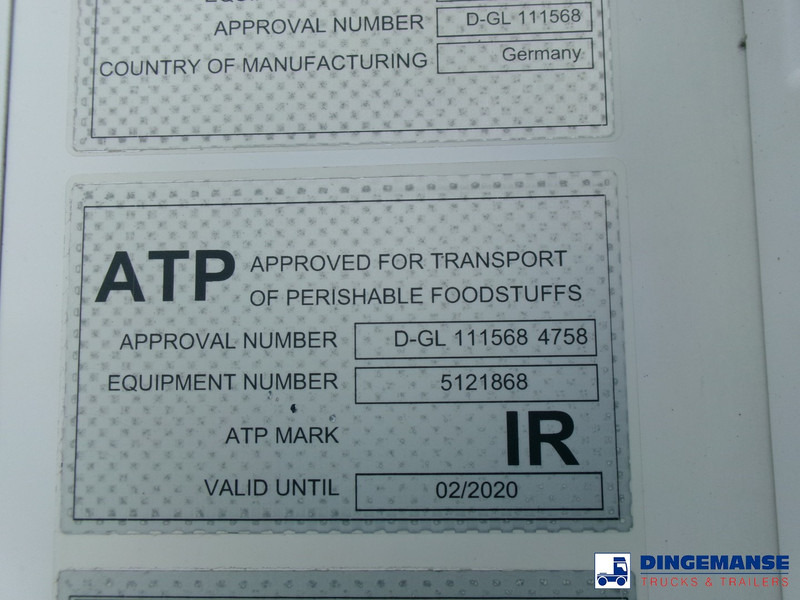 APPROVAL NUMBER D-GL 111568
COUNTRY OF MANUFACTURING Germany
ATP APPROVED FOR TRANSPORT
OF PERISHABLE FOODSTUFFS
APPROVAL NUMBER D-GL 111568 4758
EQUIPMENT NUMBER 5121868
ATP MARK IR
VALID UNTIL 02/2020
DINGEMANSE
TRUCKS & TRAILERS